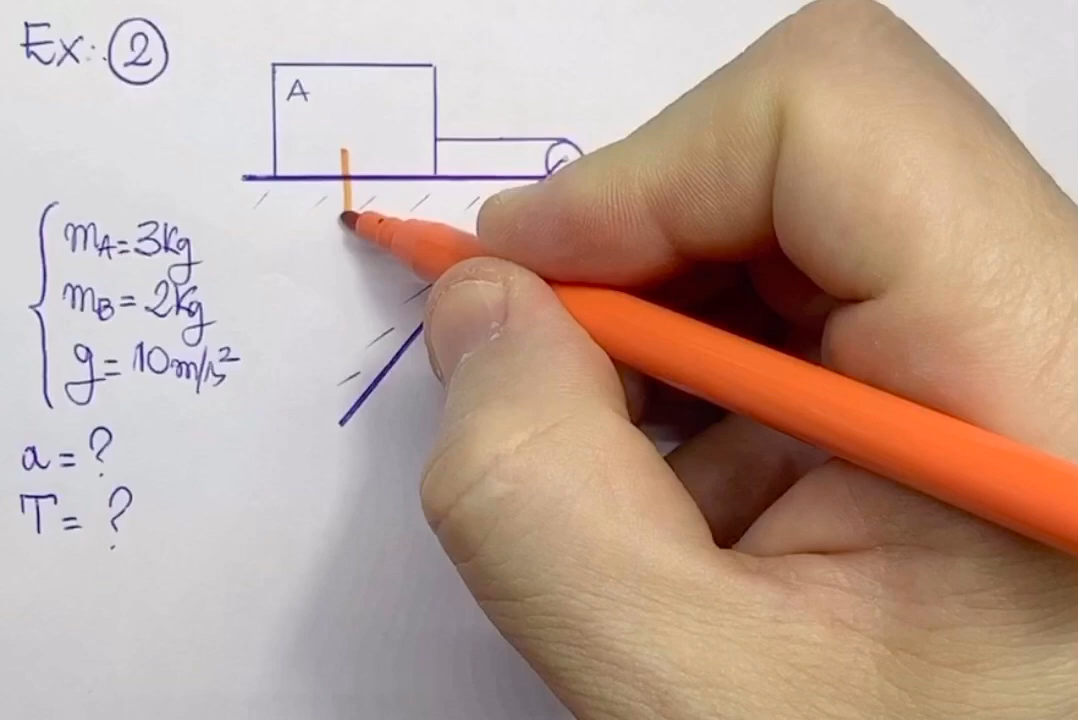 Ex: 2
A
mA=3kg
mB=2kg
g=10m/s²
a=?
T=?